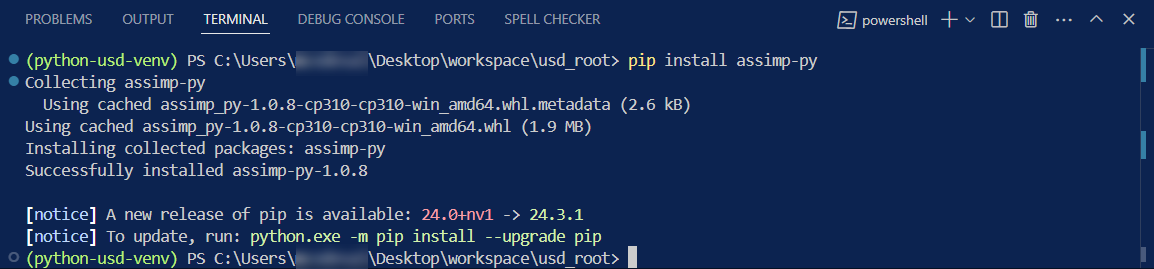 PROBLEMS OUTPUT TERMINAL DEBUG CONSOLE PORTS SPELL CHECKER powershell
(python-usd-venv) PS C:\Users\ \Desktop\workspace\usd_root> pip install assimp-py
Collecting assimp-py
  Using cached assimp_py-1.0.8-cp310-cp310-win_amd64.whl.metadata (2.6 kB)
Using cached assimp_py-1.0.8-cp310-cp310-win_amd64.whl (1.9 MB)
Installing collected packages: assimp-py
Successfully installed assimp-py-1.0.8
[notice] A new release of pip is available: 24.0+nv1 -> 24.3.1
[notice] To update, run: python.exe -m pip install --upgrade pip
(python-usd-venv) PS C:\Users\ \Desktop\workspace\usd_root>